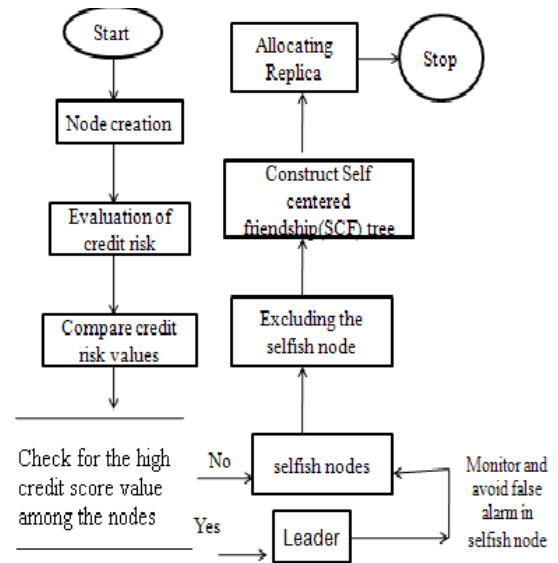 Start
Node creation
Evaluation of
credit risk
Compare credit
risk values
Check for the high
credit score value
among the nodes
No
Yes
Leader
Monitor and
avoid false
alarm in
selfish node
selfish nodes
Excluding the
selfish node
Construct Self
centered
friendship(SCF) tree
Allocating
Replica
Stop